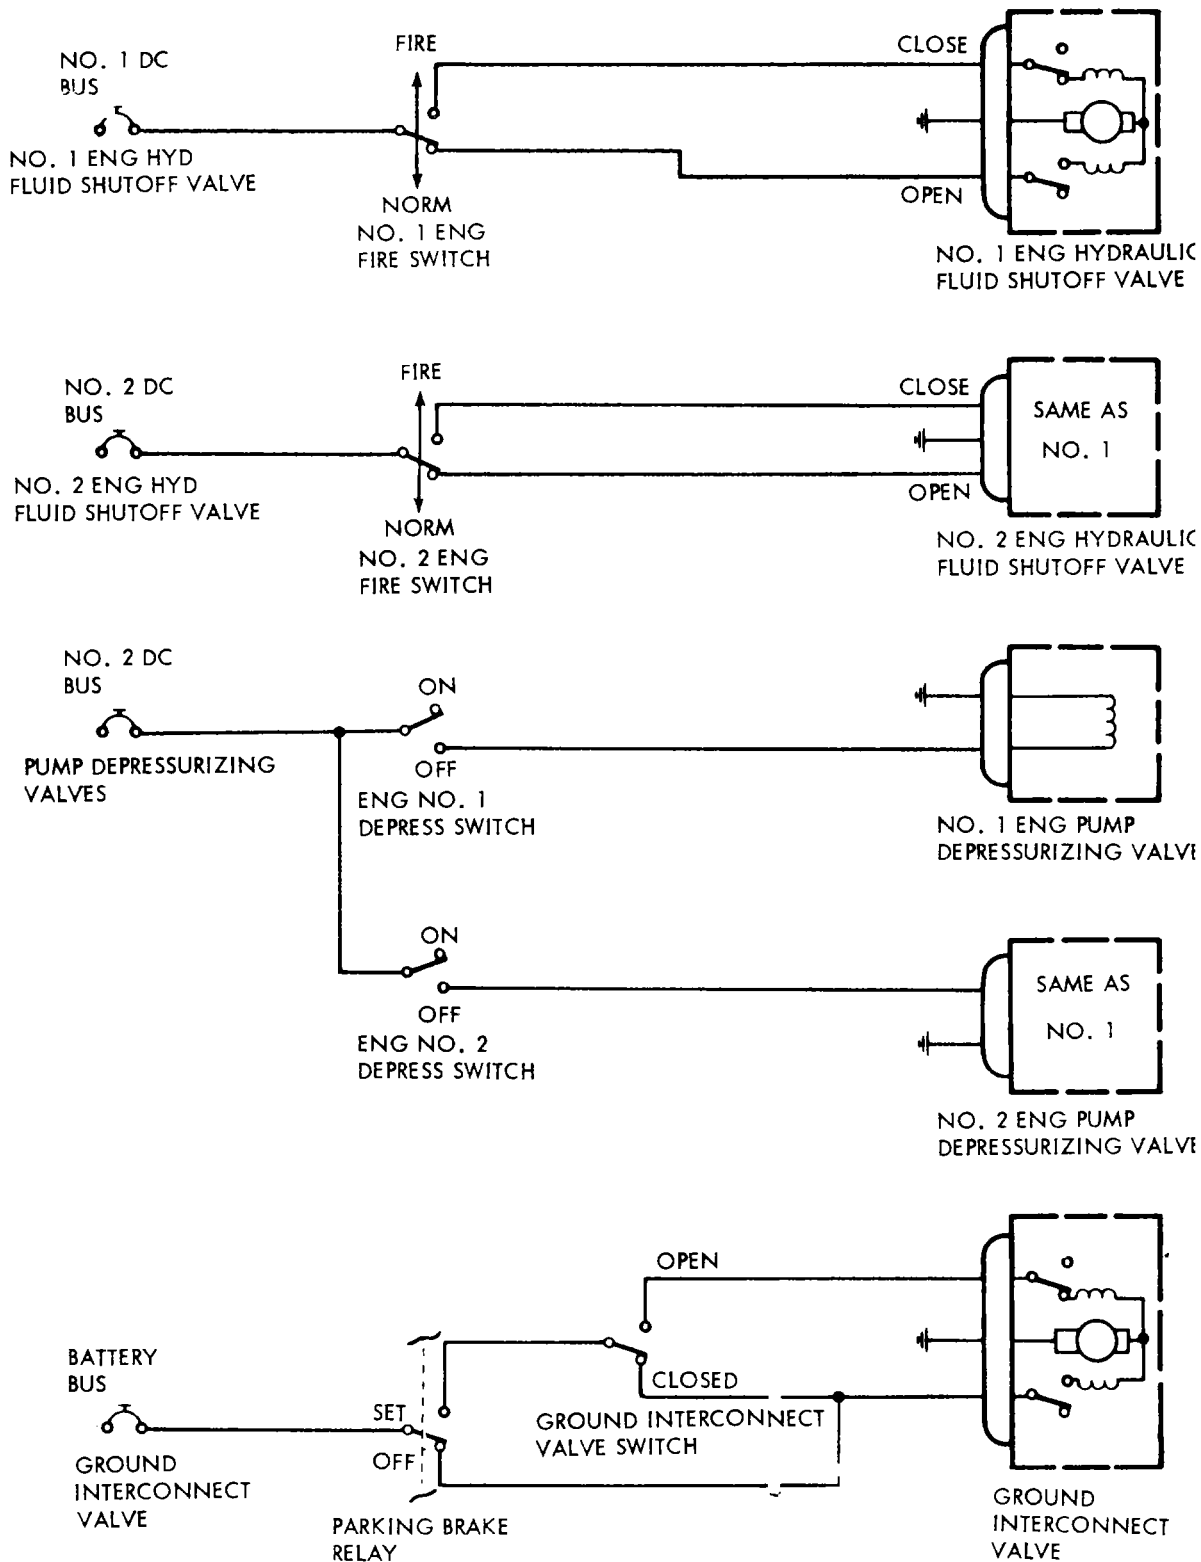 NO. 1 DC
BUS
NO. 1 ENG HYD
FLUID SHUTOFF VALVE
FIRE
NORM
NO. 1 ENG
FIRE SWITCH
CLOSE
OPEN
NO. 1 ENG HYDRAULIC
FLUID SHUTOFF VALVE
NO. 2 DC
BUS
NO. 2 ENG HYD
FLUID SHUTOFF VALVE
FIRE
NORM
NO. 2 ENG
FIRE SWITCH
CLOSE
OPEN
SAME AS
NO. 1
NO. 2 ENG HYDRAULIC
FLUID SHUTOFF VALVE
NO. 2 DC
BUS
PUMP DEPRESSURIZING
VALVES
ON
OFF
ENG NO. 1
DEPRESS SWITCH
NO. 1 ENG PUMP
DEPRESSURIZING VALVE
ON
OFF
ENG NO. 2
DEPRESS SWITCH
SAME AS
NO. 1
NO. 2 ENG PUMP
DEPRESSURIZING VALVE
BATTERY
BUS
GROUND
INTERCONNECT
VALVE
SET
OFF
PARKING BRAKE
RELAY
OPEN
CLOSED
GROUND INTERCONNECT
VALVE SWITCH
GROUND
INTERCONNECT
VALVE